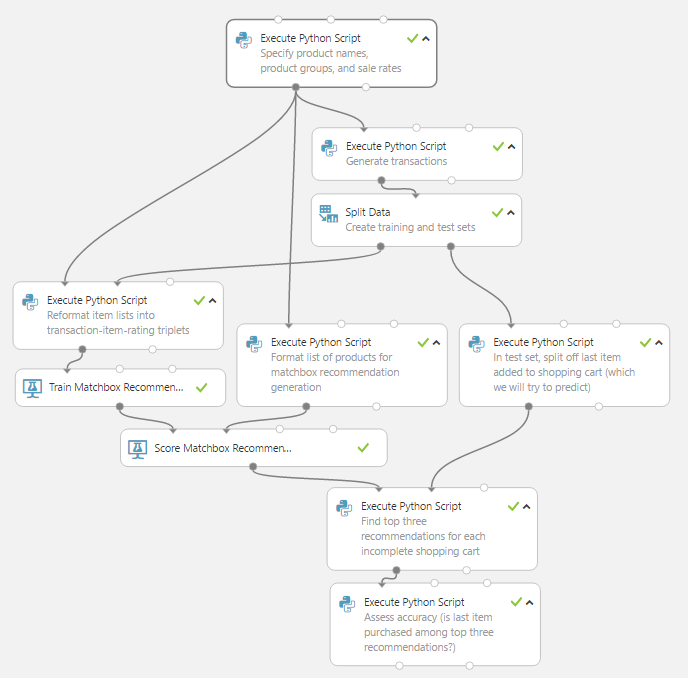 Execute Python Script
Specify product names,
product groups, and sale rates
Execute Python Script
Generate transactions
Split Data
Create training and test sets
Execute Python Script
Reformat item lists into
transaction-item-rating triplets
Execute Python Script
Format list of products for
matchbox recommendation
generation
Execute Python Script
In test set, split off last item
added to shopping cart (which
we will try to predict)
Train Matchbox Recommen...
Score Matchbox Recommen...
Execute Python Script
Find top three
recommendations for each
incomplete shopping cart
Execute Python Script
Assess accuracy (is last item
purchased among top three
recommendations?)